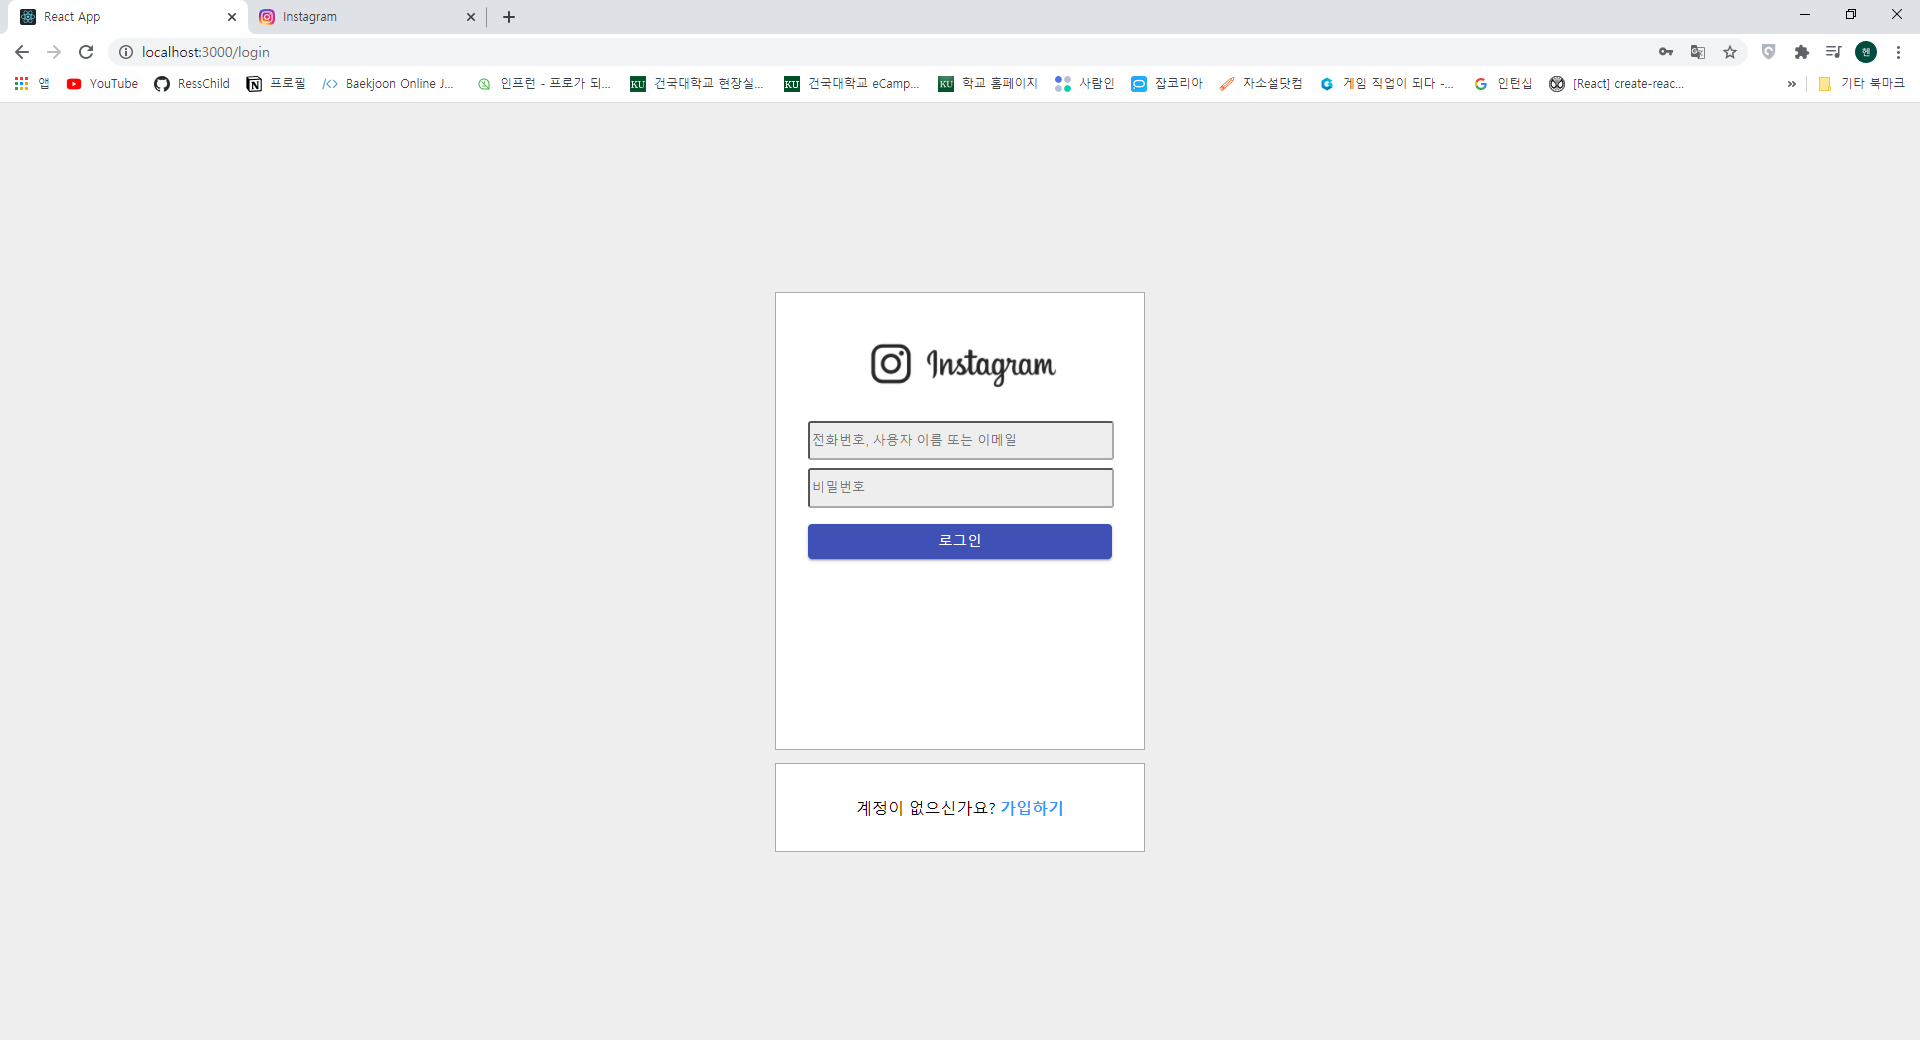 React App
Instagram
localhost:3000/login
헨
앱
YouTube
RessChild
프로필
Baekjoon Online J...
인프런 - 프로가 되...
KU 건국대학교 현장실...
KU 건국대학교 eCamp...
KU 학교 홈페이지
사람인
잡코리아
자소설닷컴
게임 직업이 되다 -...
인턴십
[React] create-reac...
»
기타 북마크
Instagram
전화번호, 사용자 이름 또는 이메일
비밀번호
로그인
계정이 없으신가요? 가입하기